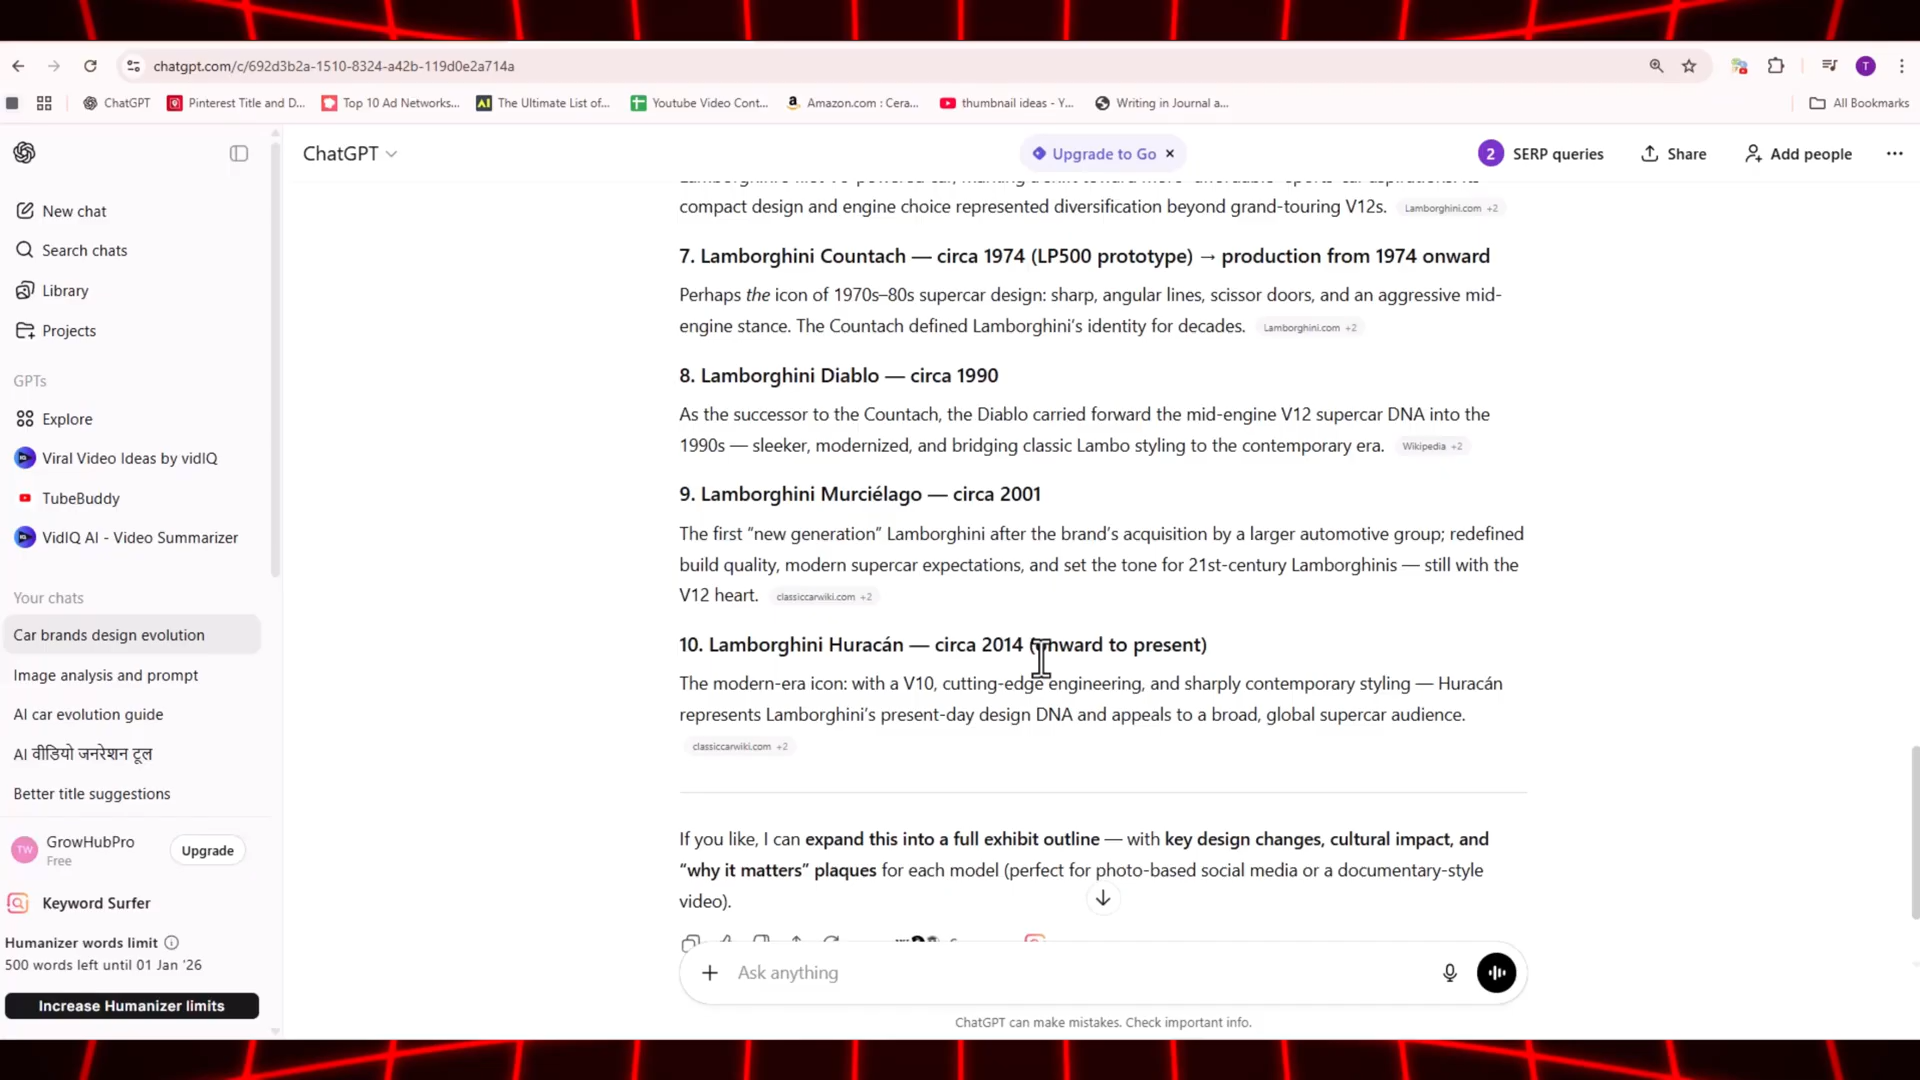 chatgpt.com/c/692d3b2a-1510-8324-a42b-119d0e2a714a
ChatGPT
Pinterest Title and D...
Top 10 Ad Networks...
The Ultimate List of...
Youtube Video Cont...
Amazon.com : Cera...
thumbnail ideas - Y...
Writing in Journal a...
All Bookmarks
New chat
Search chats
Library
Projects
GPTs
Explore
Viral Video Ideas by vidIQ
TubeBuddy
VidIQ AI - Video Summarizer
Your chats
Car brands design evolution
Image analysis and prompt
AI car evolution guide
AI वीडियो जनरेशन टूल
Better title suggestions
TW
GrowHubPro
Free
Upgrade
Keyword Surfer
Humanizer words limit
500 words left until 01 Jan ‘26
Increase Humanizer limits
ChatGPT
Upgrade to Go ×
2 SERP queries
Share
Add people
compact design and engine choice represented diversification beyond grand-touring V12s. Lamborghini.com +2
7. Lamborghini Countach — circa 1974 (LP500 prototype) → production from 1974 onward
Perhaps the icon of 1970s–80s supercar design: sharp, angular lines, scissor doors, and an aggressive mid-
engine stance. The Countach defined Lamborghini’s identity for decades. Lamborghini.com +2
8. Lamborghini Diablo — circa 1990
As the successor to the Countach, the Diablo carried forward the mid-engine V12 supercar DNA into the
1990s — sleeker, modernized, and bridging classic Lambo styling to the contemporary era. Wikipedia +2
9. Lamborghini Murciélago — circa 2001
The first “new generation” Lamborghini after the brand’s acquisition by a larger automotive group; redefined
build quality, modern supercar expectations, and set the tone for 21st-century Lamborghinis — still with the
V12 heart. classiccarwiki.com +2
10. Lamborghini Huracán — circa 2014 (onward to present)
The modern-era icon: with a V10, cutting-edge engineering, and sharply contemporary styling — Huracán
represents Lamborghini’s present-day design DNA and appeals to a broad, global supercar audience.
classiccarwiki.com +2
If you like, I can expand this into a full exhibit outline — with key design changes, cultural impact, and
“why it matters” plaques for each model (perfect for photo-based social media or a documentary-style
video).
Ask anything
ChatGPT can make mistakes. Check important info.
T